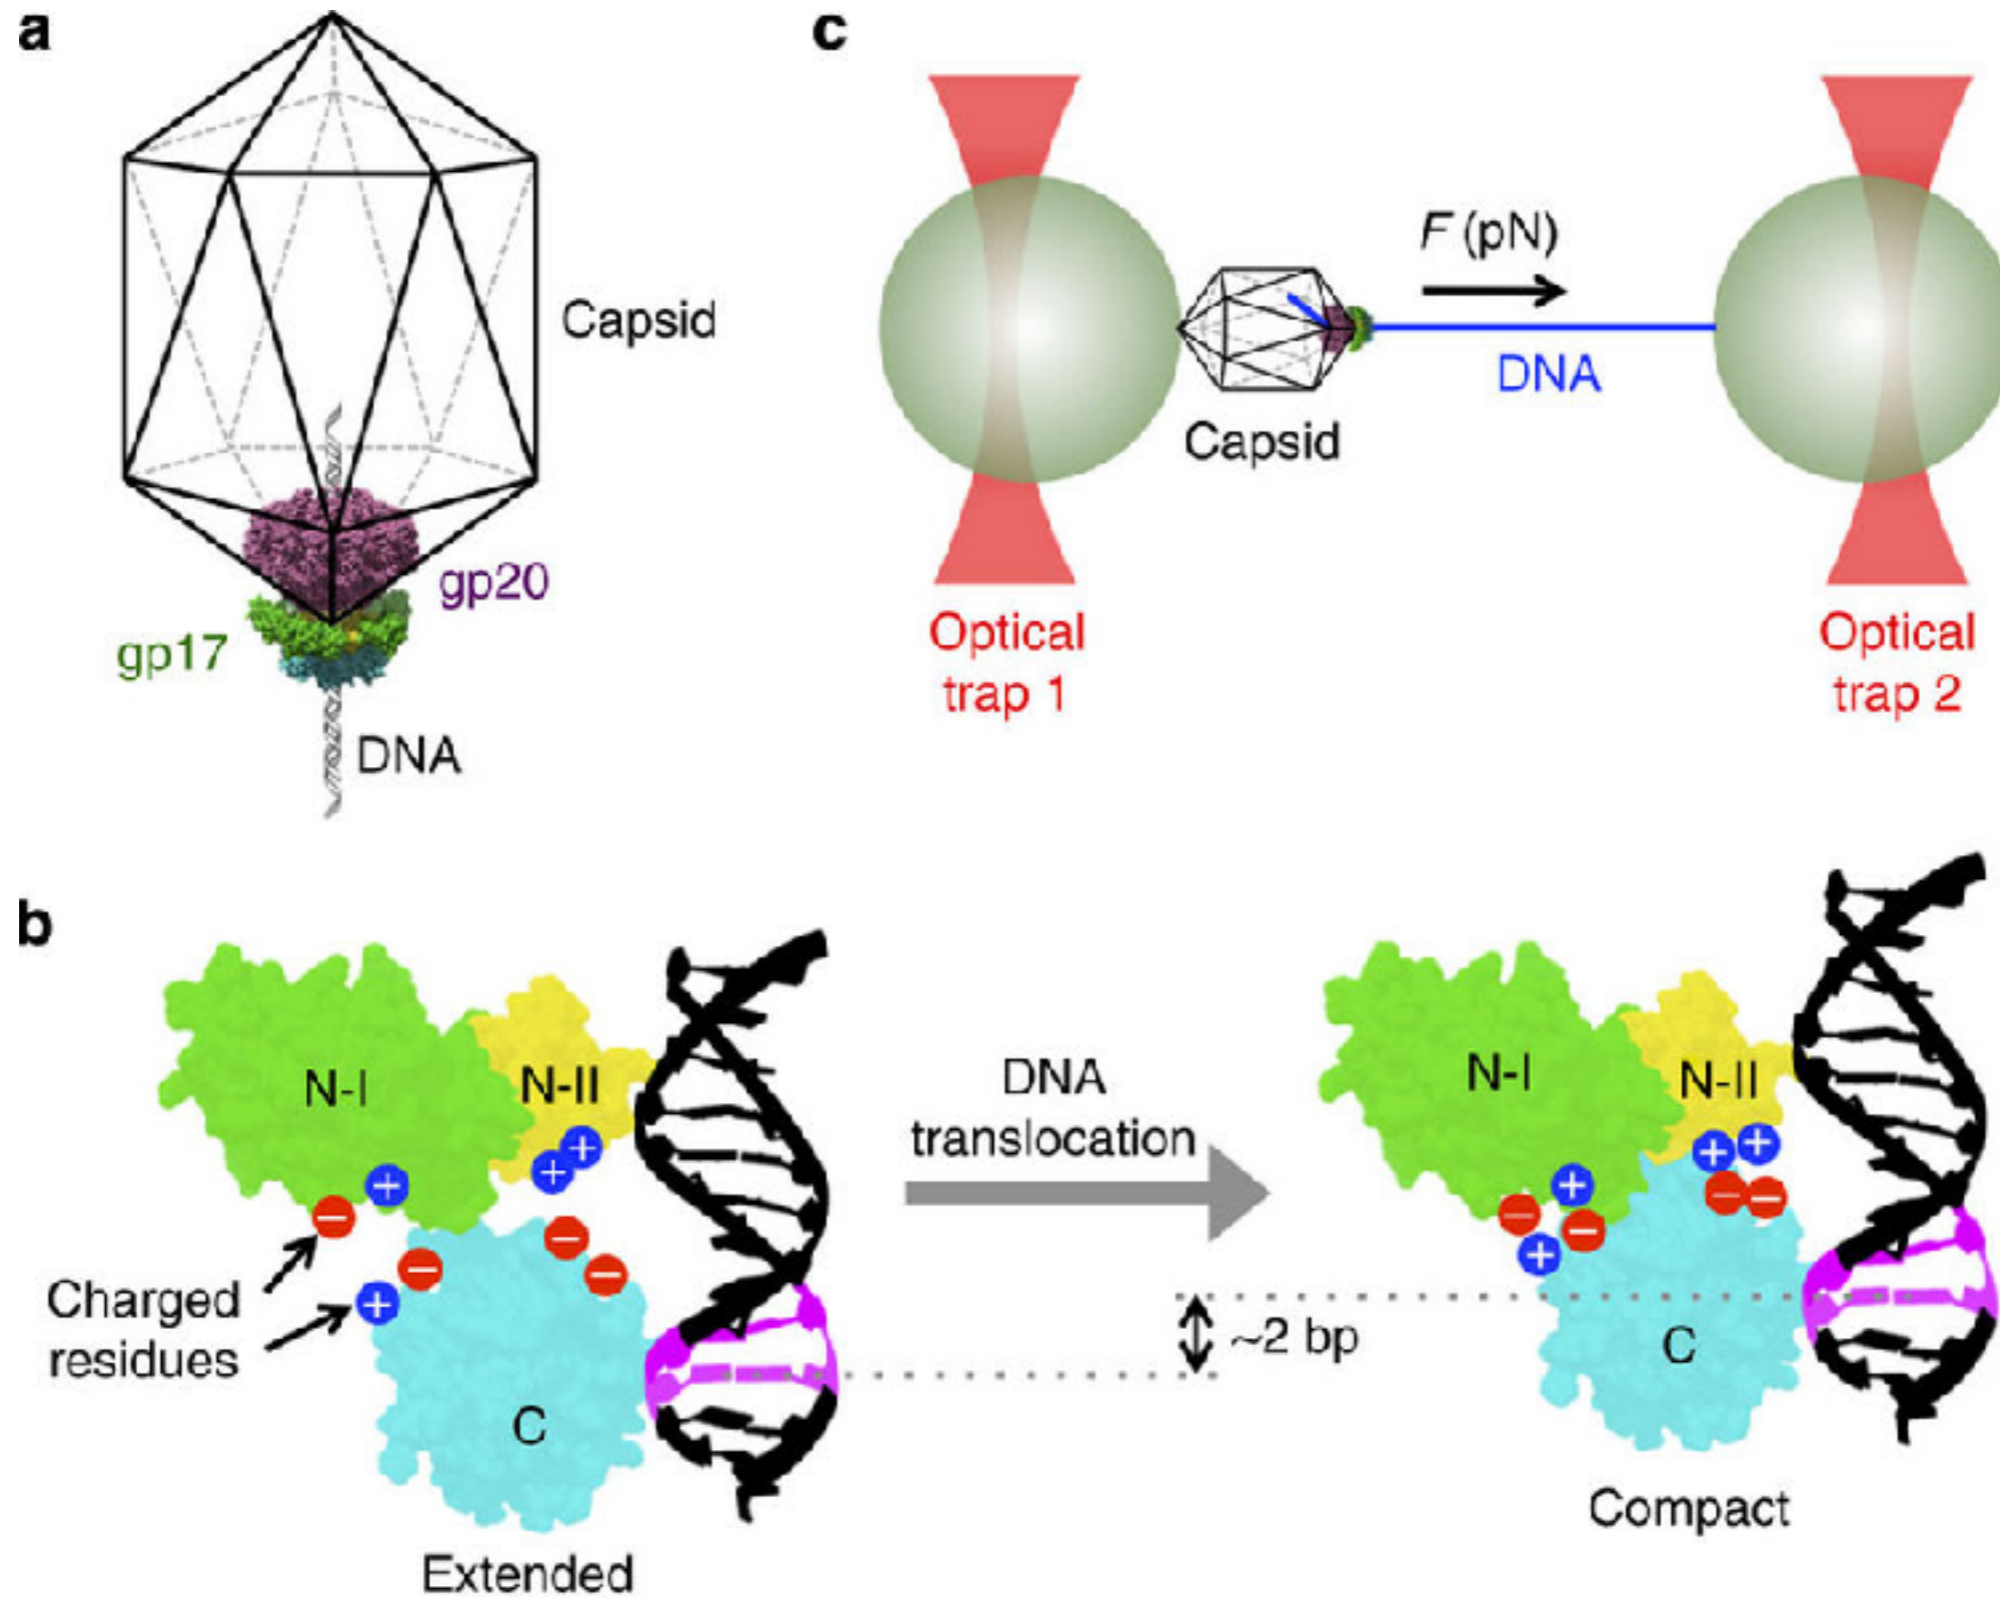 a
Capsid
gp20
gp17
DNA
c
F (pN)
DNA
Capsid
Optical
trap 1
Optical
trap 2
b
N-I
N-II
+
+
+
−
−
−
−
+
Charged
residues
C
Extended
DNA
translocation
~2 bp
N-I
N-II
+
+
+
−
−
−
−
+
C
Compact